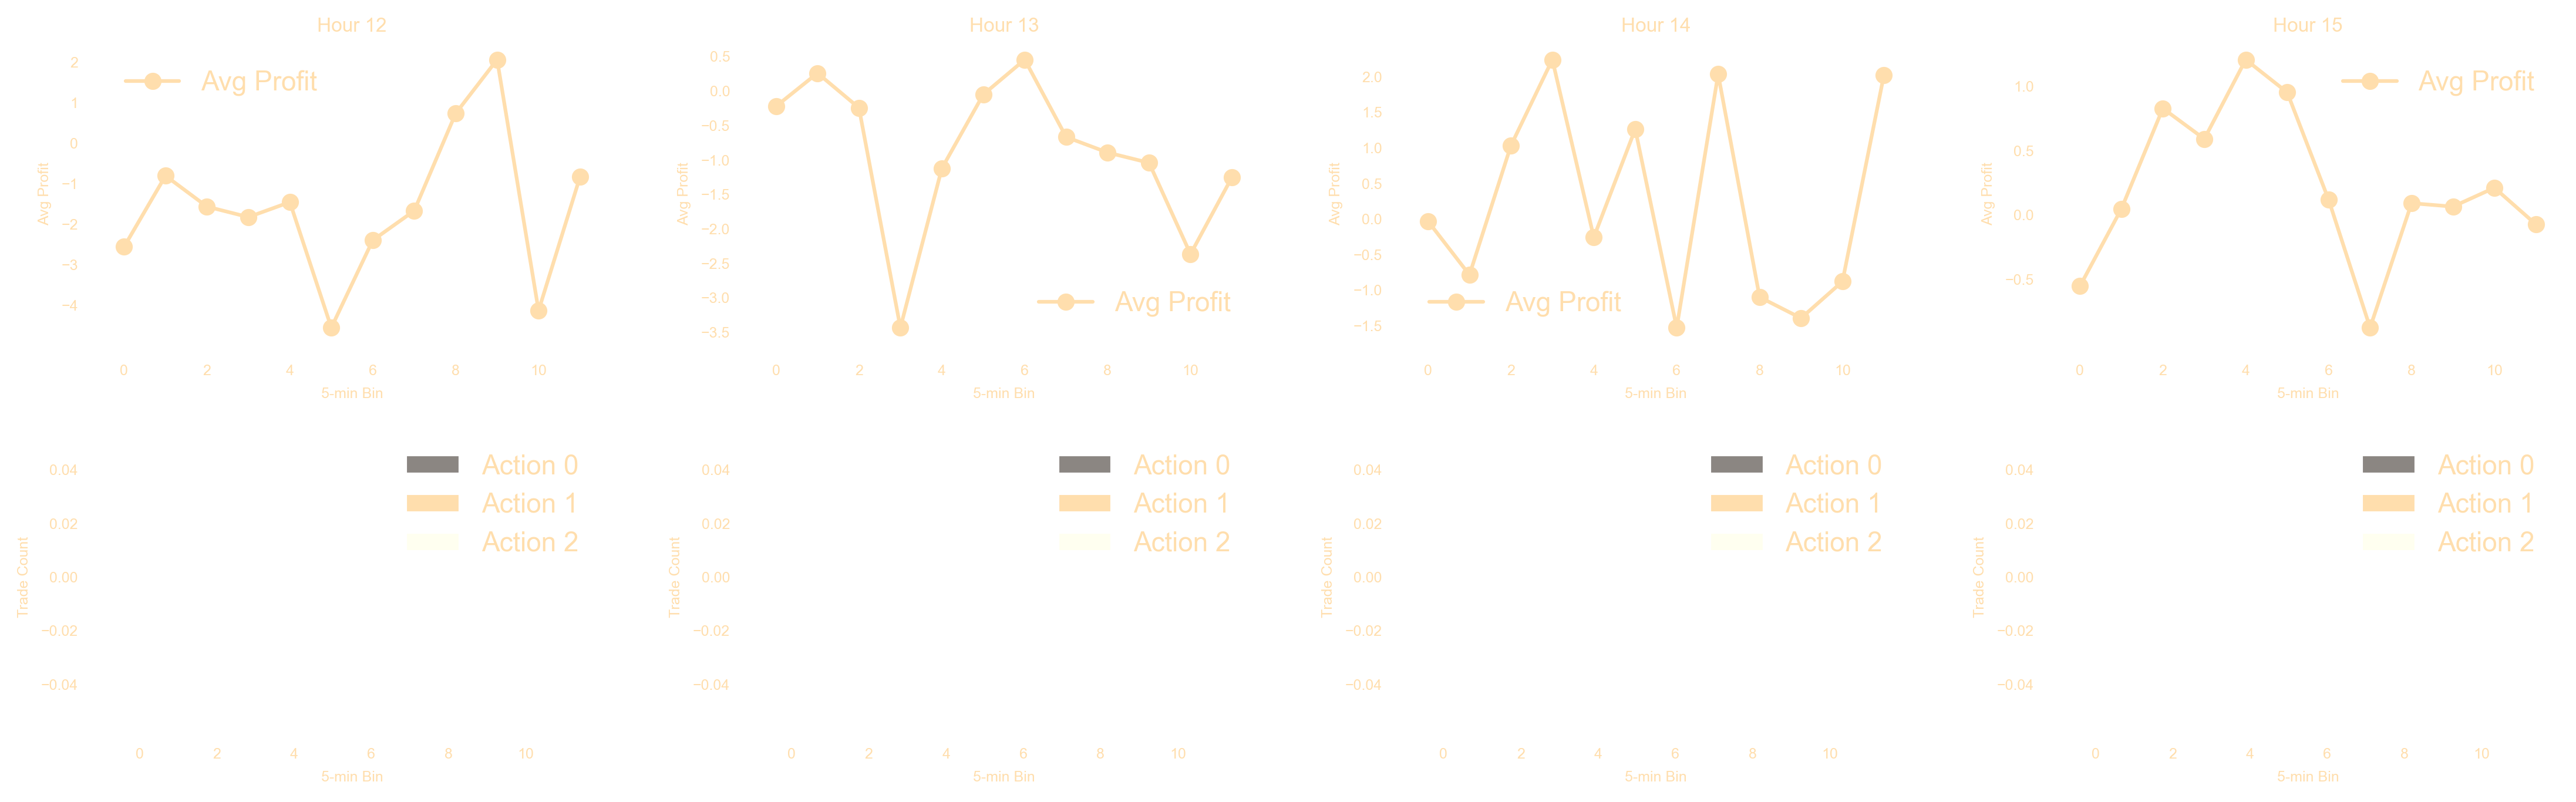 Hour 12
Avg Profit
2
1
0
−1
−2
−3
−4
Avg Profit
0 2 4 6 8 10
5-min Bin
Hour 13
0.5
0.0
−0.5
−1.0
−1.5
−2.0
−2.5
−3.0
−3.5
Avg Profit
Avg Profit
0 2 4 6 8 10
5-min Bin
Hour 14
2.0
1.5
1.0
0.5
0.0
−0.5
−1.0
−1.5
Avg Profit
Avg Profit
0 2 4 6 8 10
5-min Bin
Hour 15
Avg Profit
1.0
0.5
0.0
−0.5
Avg Profit
0 2 4 6 8 10
5-min Bin
Action 0
Action 1
Action 2
0.04
0.02
0.00
−0.02
−0.04
Trade Count
0 2 4 6 8 10
5-min Bin
Action 0
Action 1
Action 2
0.04
0.02
0.00
−0.02
−0.04
Trade Count
0 2 4 6 8 10
5-min Bin
Action 0
Action 1
Action 2
0.04
0.02
0.00
−0.02
−0.04
Trade Count
0 2 4 6 8 10
5-min Bin
Action 0
Action 1
Action 2
0.04
0.02
0.00
−0.02
−0.04
Trade Count
0 2 4 6 8 10
5-min Bin